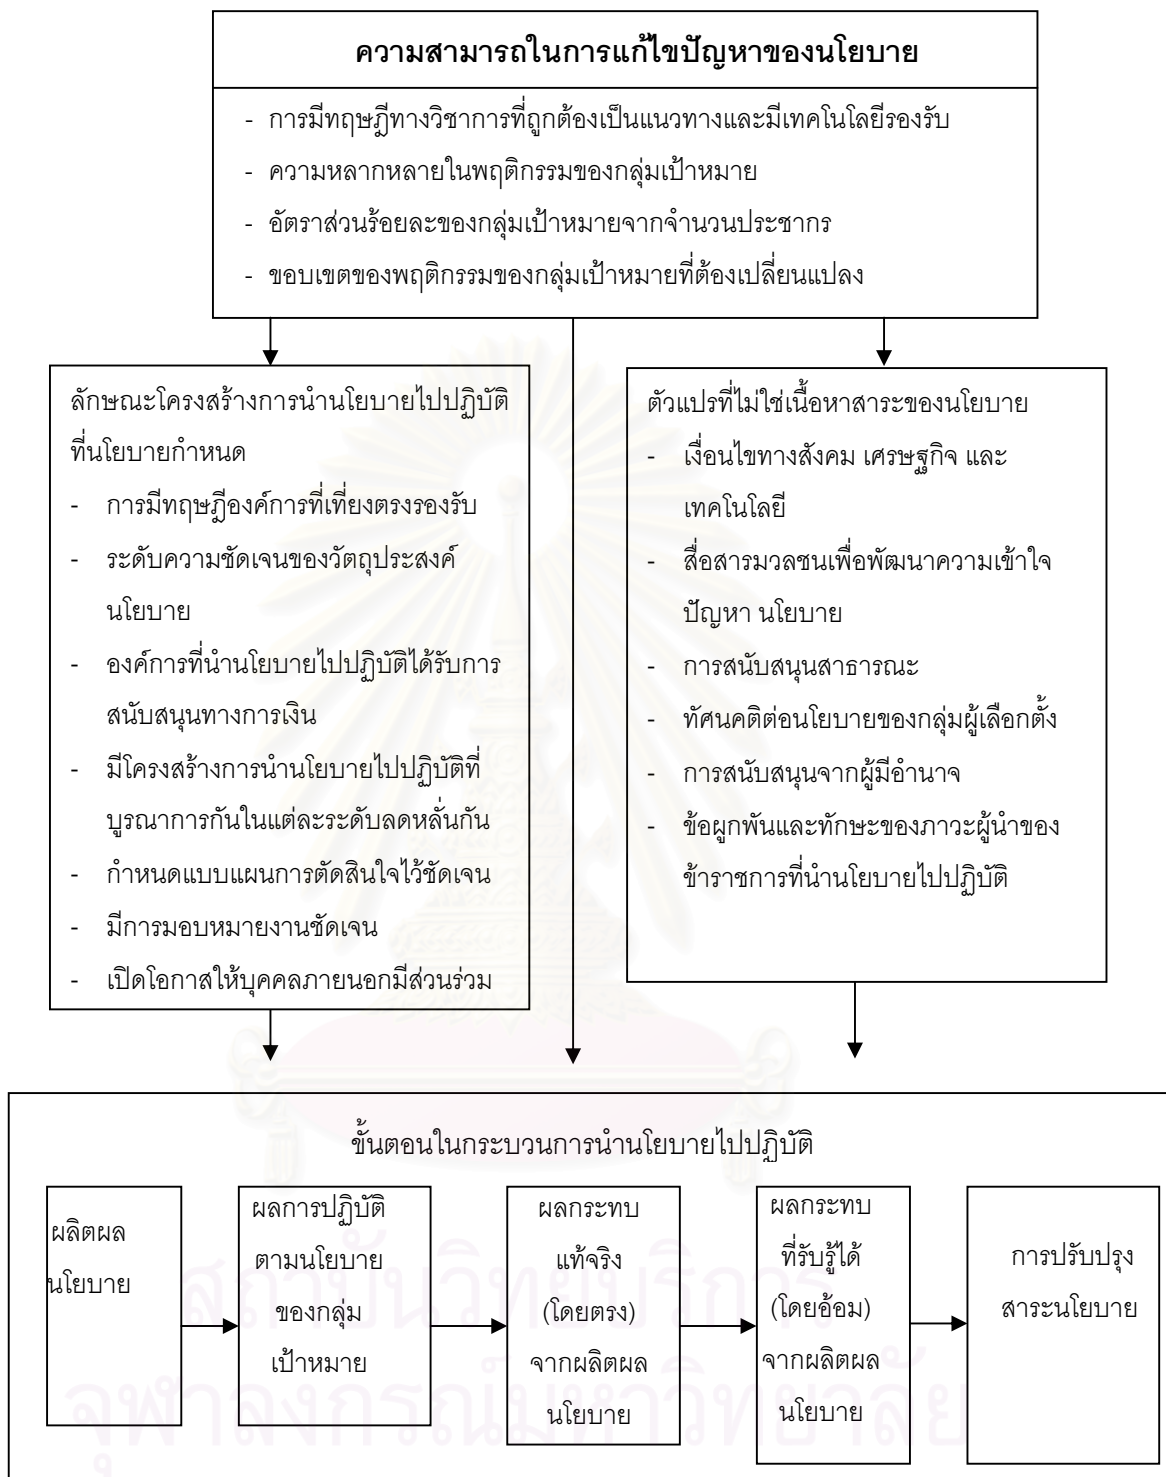 ความสามารถในการแก้ไขปัญหาของนโยบาย
- การมีทฤษฎีทางวิชาการที่ถูกต้องเป็นแนวทางและมีเทคโนโลยีรองรับ
- ความหลากหลายในพฤติกรรมของกลุ่มเป้าหมาย
- อัตราส่วนร้อยละของกลุ่มเป้าหมายจากจำนวนประชากร
- ขอบเขตของพฤติกรรมของกลุ่มเป้าหมายที่ต้องเปลี่ยนแปลง
ลักษณะโครงสร้างการนำนโยบายไปปฏิบัติ
ที่นโยบายกำหนด
- การมีทฤษฎีองค์การที่เที่ยงตรงรองรับ
- ระดับความชัดเจนของวัตถุประสงค์
นโยบาย
- องค์การที่นำนโยบายไปปฏิบัติได้รับการ
สนับสนุนทางการเงิน
- มีโครงสร้างการนำนโยบายไปปฏิบัติที่
บูรณาการกันในแต่ละระดับลดหลั่นกัน
- กำหนดแบบแผนการตัดสินใจไว้ชัดเจน
- มีการมอบหมายงานชัดเจน
- เปิดโอกาสให้บุคคลภายนอกมีส่วนร่วม
ตัวแปรที่ไม่ใช่เนื้อหาสาระของนโยบาย
- เงื่อนไขทางสังคม เศรษฐกิจ และ
เทคโนโลยี
- สื่อสารมวลชนเพื่อพัฒนาความเข้าใจ
ปัญหา นโยบาย
- การสนับสนุนสาธารณะ
- ทัศนคติต่อนโยบายของกลุ่มผู้เลือกตั้ง
- การสนับสนุนจากผู้มีอำนาจ
- ข้อผูกพันและทักษะของภาวะผู้นำของ
ข้าราชการที่นำนโยบายไปปฏิบัติ
ขั้นตอนในกระบวนการนำนโยบายไปปฏิบัติ
ผลิตผล
นโยบาย
ผลการปฏิบัติ
ตามนโยบาย
ของกลุ่ม
เป้าหมาย
ผลกระทบ
แท้จริง
(โดยตรง)
จากผลิตผล
นโยบาย
ผลกระทบ
ที่รับรู้ได้
(โดยอ้อม)
จากผลิตผล
นโยบาย
การปรับปรุง
สาระนโยบาย
สถาบันวิทยบริการ
จุฬาลงกรณ์มหาวิทยาลัย